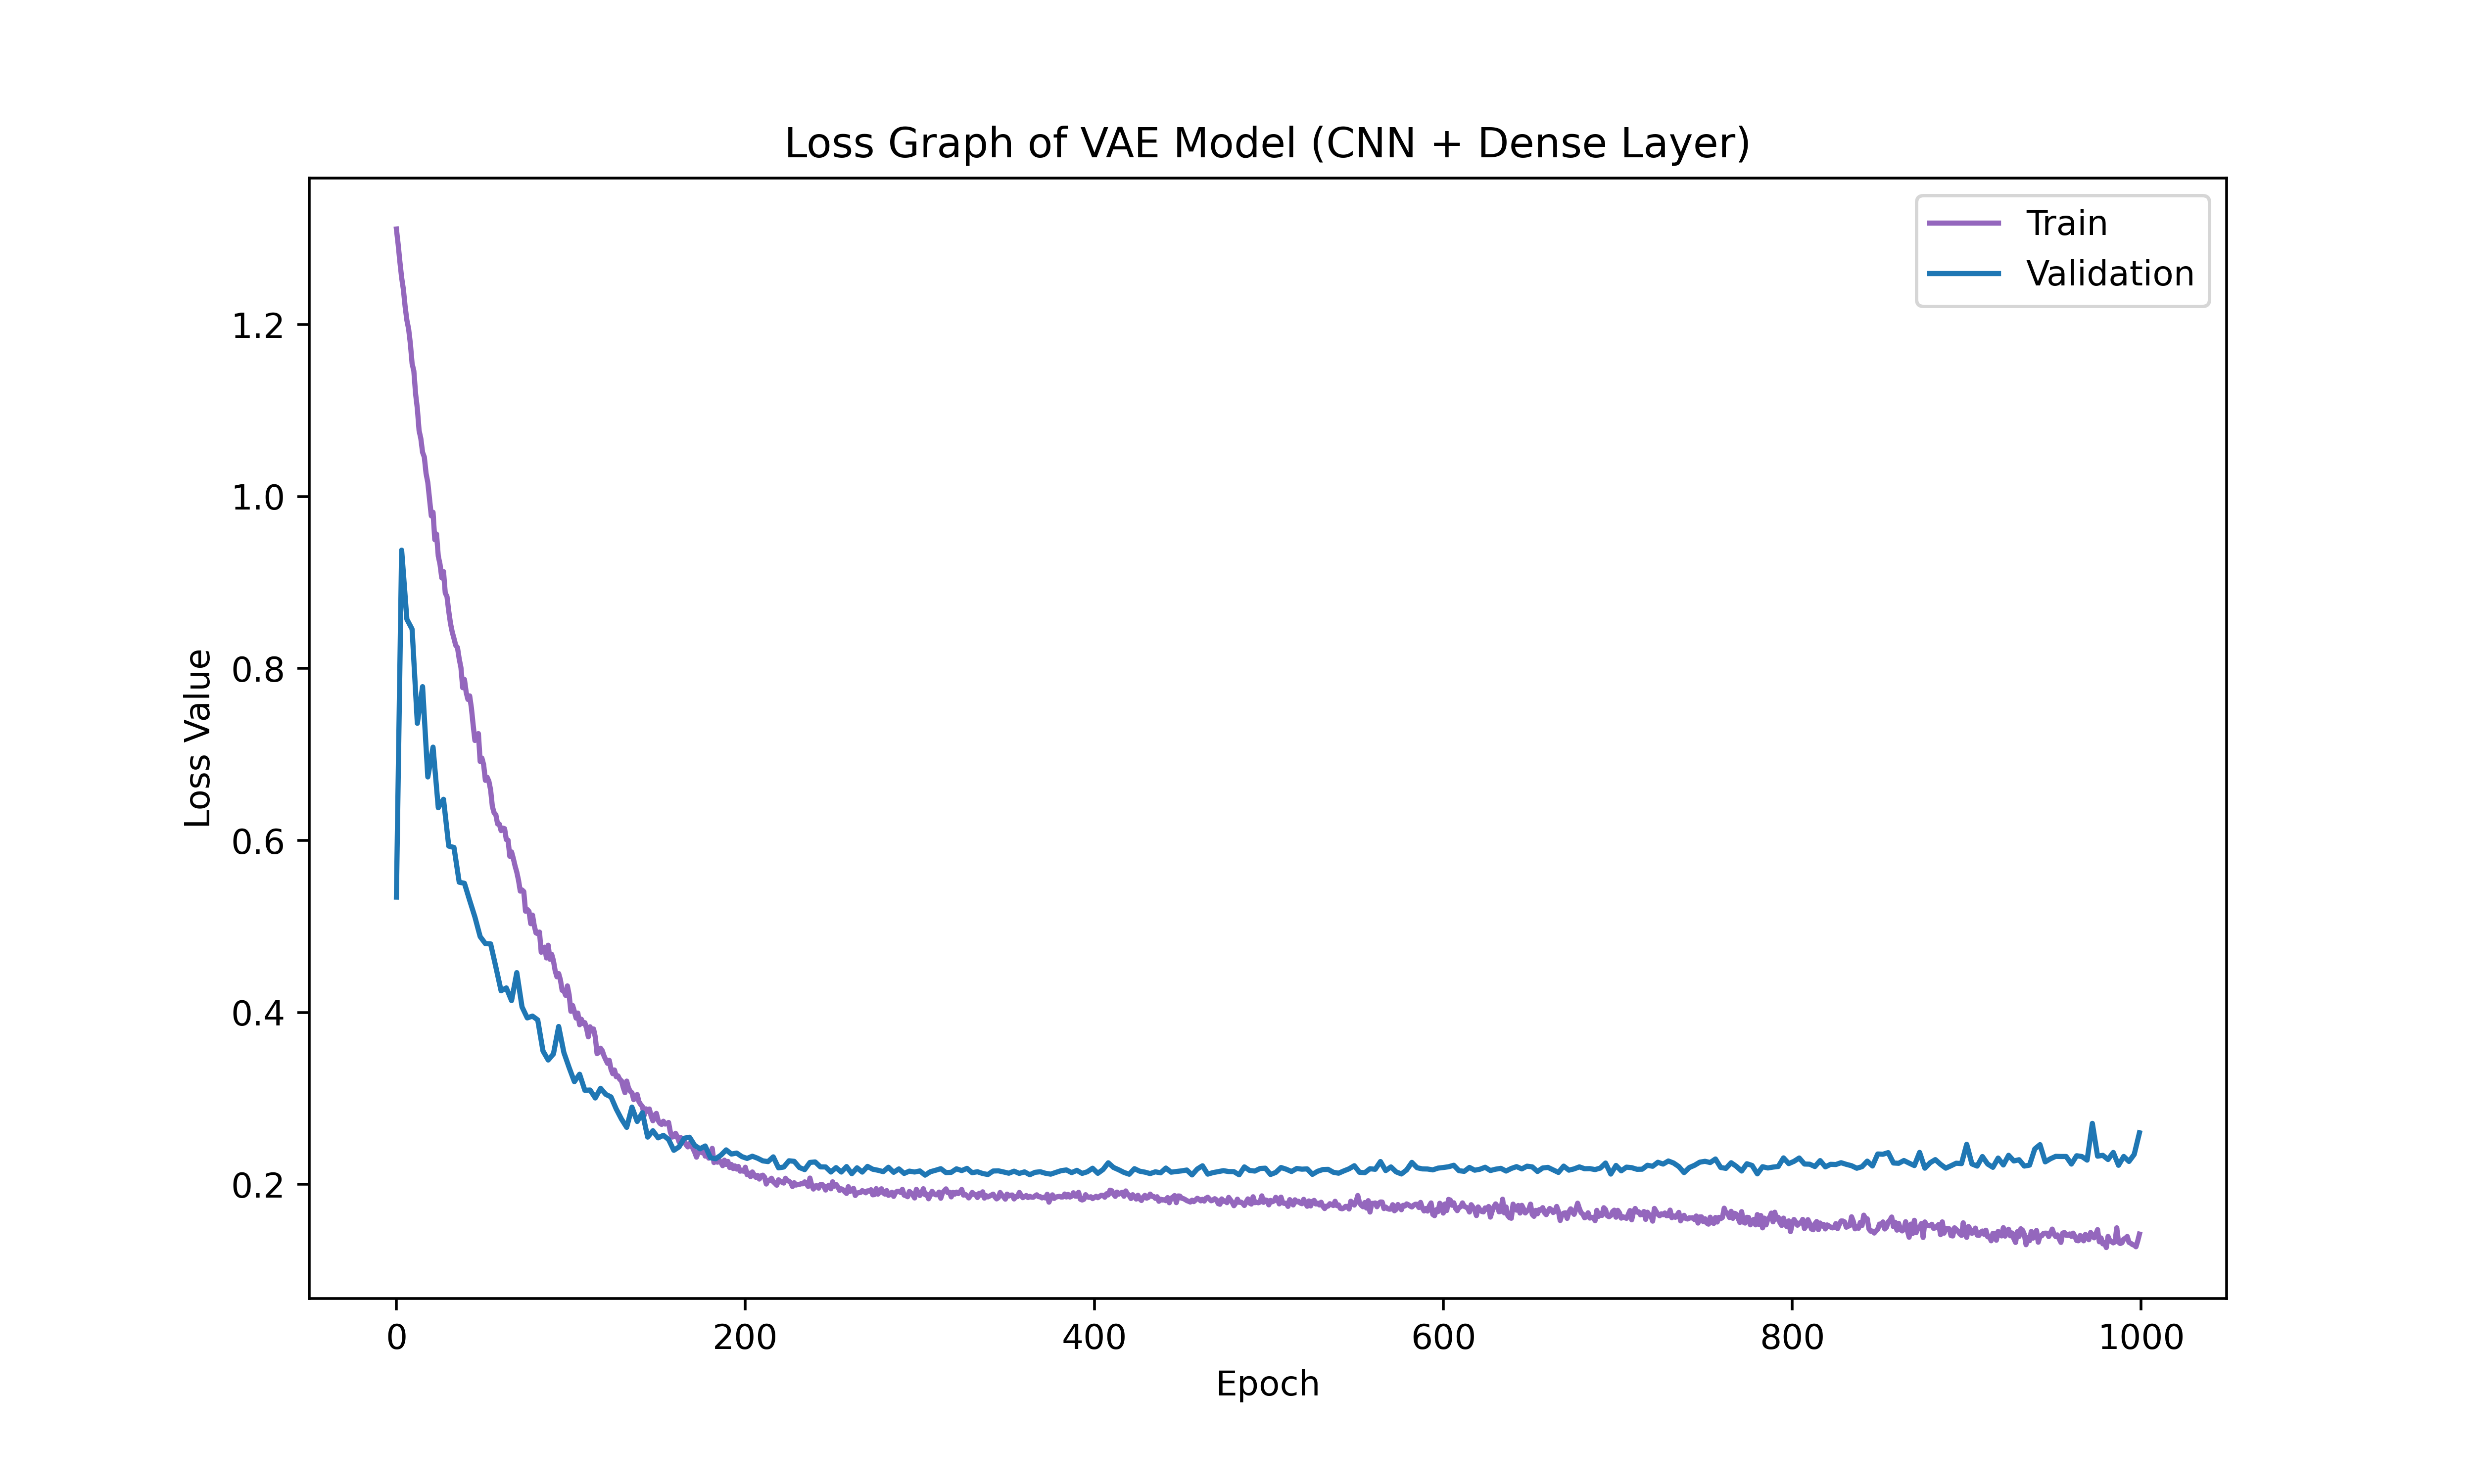 Loss Graph of VAE Model (CNN + Dense Layer)
Train
Validation
1.2
1.0
0.8
0.6
0.4
0.2
Loss Value
0 200 400 600 800 1000
Epoch